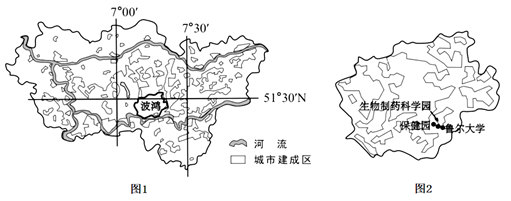 7°00′
7°30′
51°30′N
波鸿
河 流
城市建成区
图1
生物制药科学园
保健园
鲁尔大学
图2